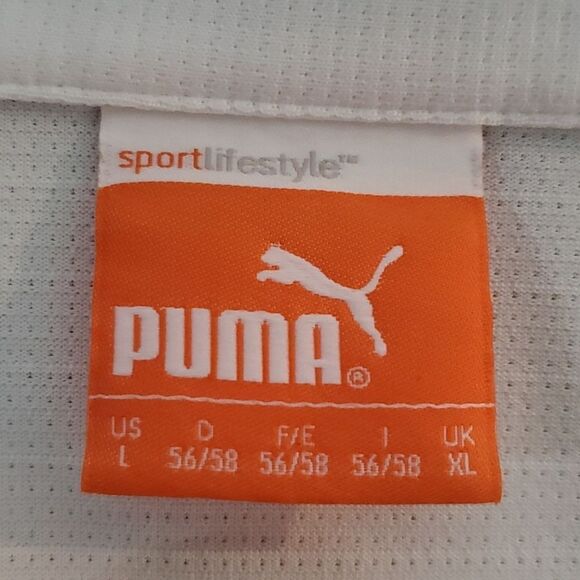 sportlifestyle™
PUMA®
US D F/E I UK
L 56/58 56/58 56/58 XL